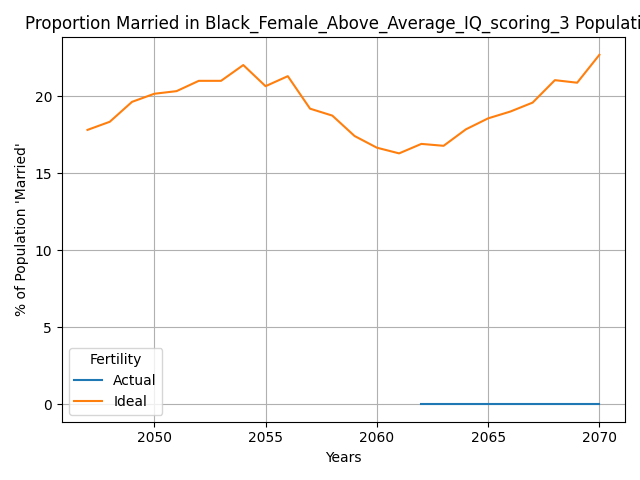 Proportion Married in Black_Female_Above_Average_IQ_scoring_3 Populati
% of Population 'Married'
20
15
10
5
0
Fertility
Actual
Ideal
2050 2055 2060 2065 2070
Years